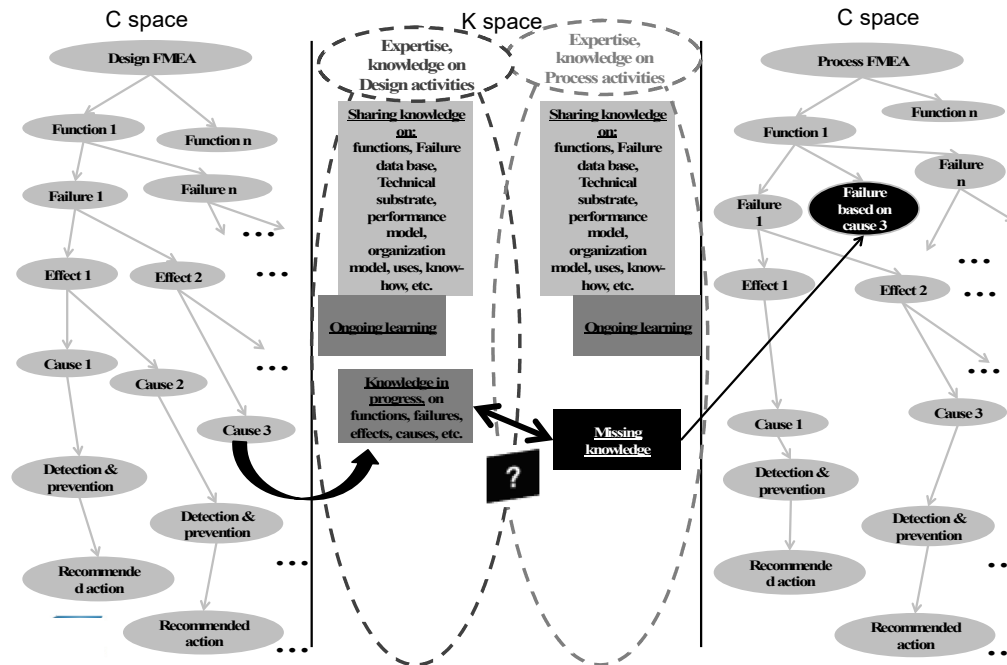 C space
Design FMEA
Function 1
Function n
Failure 1
Failure n
...
Effect 1
Effect 2
...
Cause 1
Cause 2
...
Cause 3
Detection &
prevention
Detection &
prevention
...
Recommende
d action
Recommended
action
...
K space
Expertise,
knowledge on
Design activities
Expertise,
knowledge on
Process activities
Sharing knowledge
on:
functions, Failure
data base,
Technical
substrate,
performance
model,
organization
model, uses, know-
how, etc.
Sharing knowledge
on:
functions, Failure
data base,
Technical
substrate,
performance
model,
organization
model, uses, know-
how, etc.
Ongoing learning
Ongoing learning
Knowledge in
progress, on
functions, failures,
effects, causes, etc.
Missing
knowledge
?
C space
Process FMEA
Function n
Function 1
Failure
n
Failure
1
Failure
based on
cause 3
...
Effect 1
Effect 2
...
...
Cause 1
Cause 3
Detection &
prevention
Detection &
prevention
...
Recommende
d action
Recommended
action
...